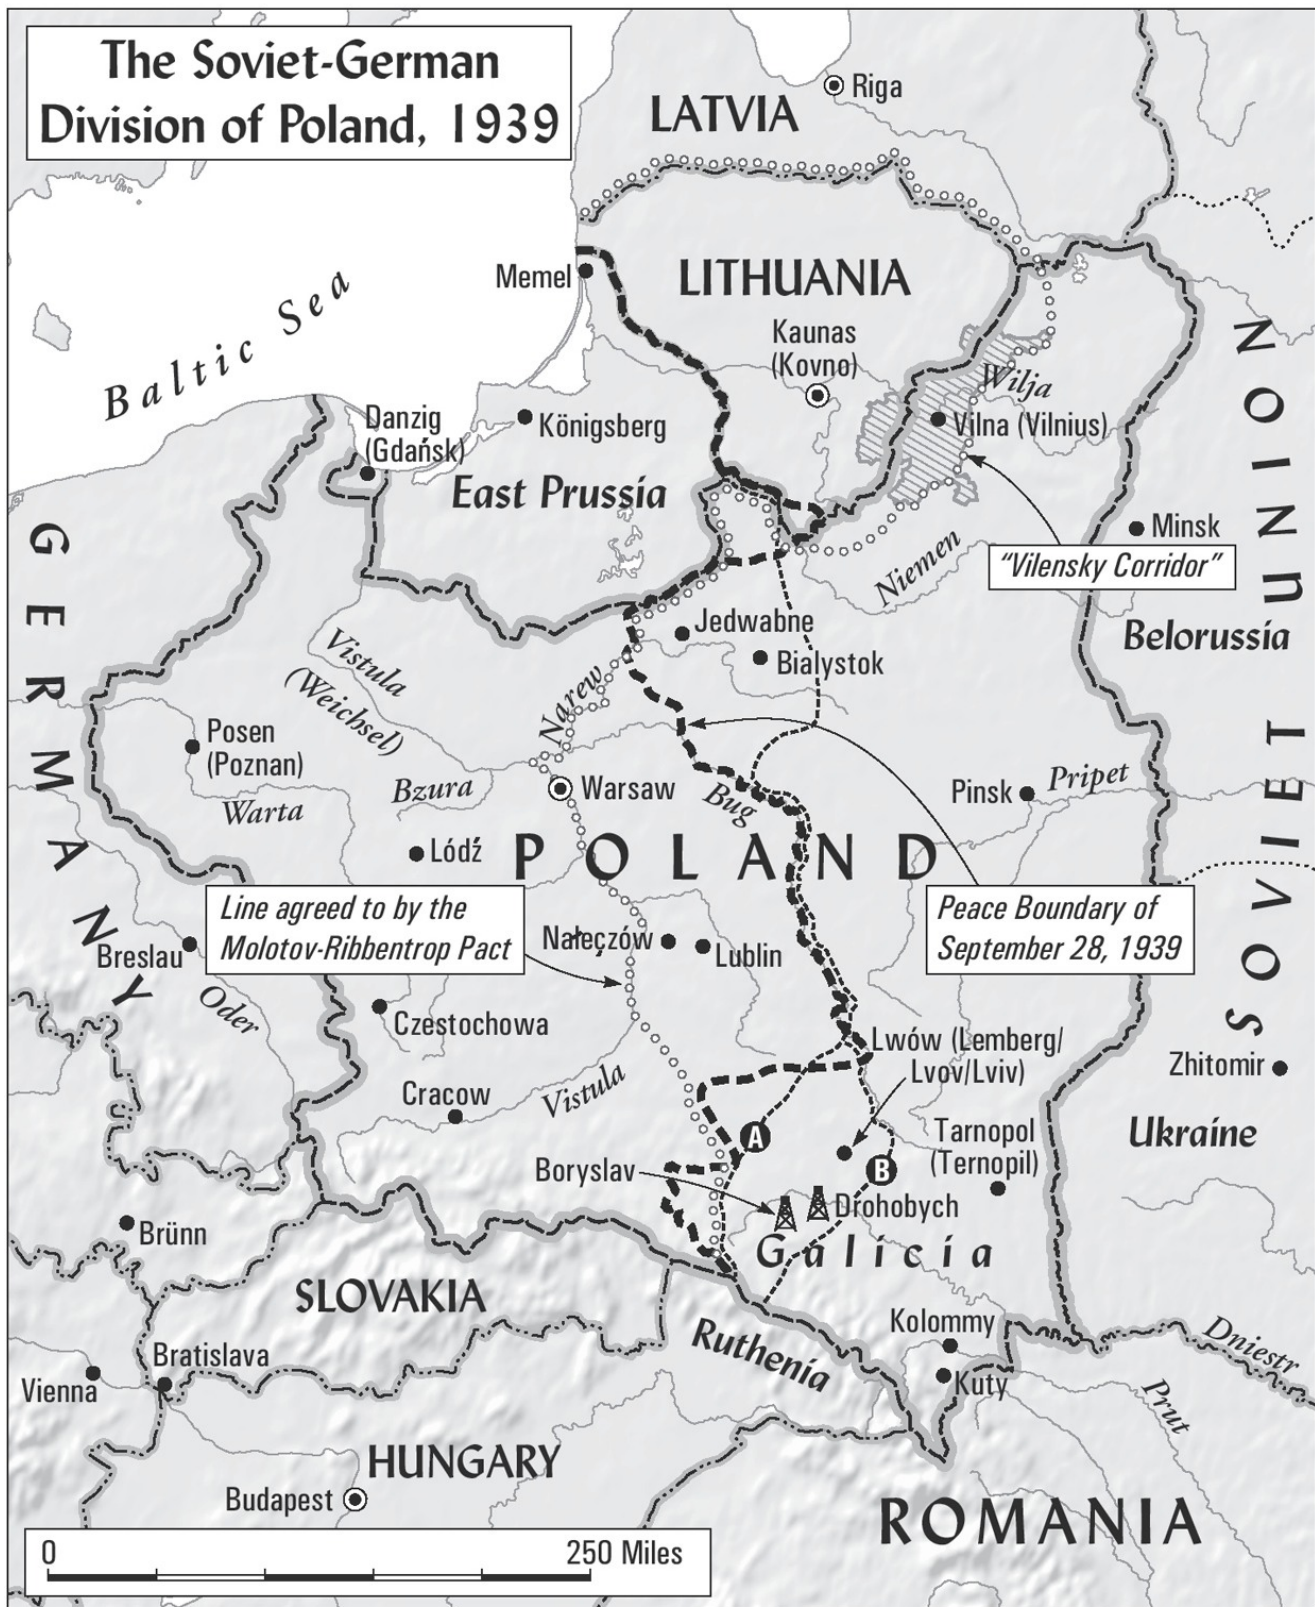 The Soviet-German
Division of Poland, 1939
Riga
LATVIA
Memel
LITHUANIA
Baltic Sea
Kaunas
(Kovno)
Wilja
Danzig
(Gdańsk)
Königsberg
Vilna (Vilnius)
East Prussia
GERMANY
SOVIET UNION
Minsk
Niemen
"Vilensky Corridor"
Jedwabne
Belorussia
Vistula
(Weichsel)
Narew
Bialystok
Posen
(Poznan)
Warta
Bzura
Warsaw
Bug
Pinsk
Pripet
Lódź
POLAND
Line agreed to by the
Molotov-Ribbentrop Pact
Peace Boundary of
September 28, 1939
Nałęczów
Lublin
Breslau
Oder
Czestochowa
Lwów (Lemberg/
Lvov/Lviv)
Zhitomir
Cracow
Vistula
A
Tarnopol
(Ternopil)
Ukraine
Boryslav
B
Drohobych
Brünn
Galicia
SLOVAKIA
Ruthenia
Kolommy
Dniestr
Bratislava
Vienna
Kuty
Prut
HUNGARY
Budapest
ROMANIA
0
250 Miles